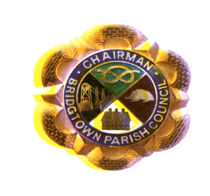 · CHAIRMAN ·
BRIDGTOWN PARISH COUNCIL